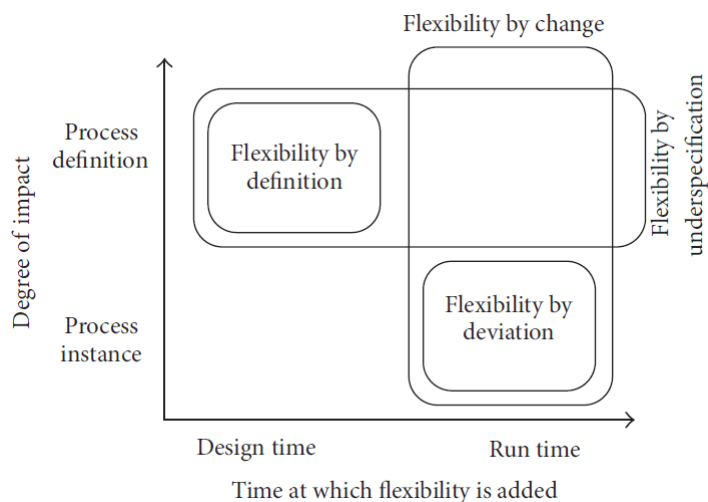 Flexibility by change
Process
definition
Flexibility by
definition
Flexibility by
underspecification
Degree of impact
Process
instance
Flexibility by
deviation
Design time
Run time
Time at which flexibility is added